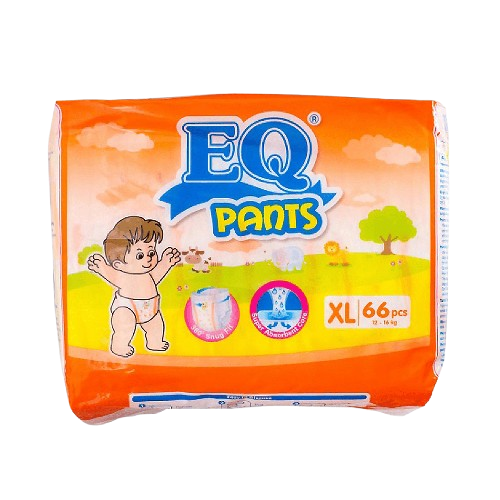 EQ®
PANTS
360° Snug Fit
Super Absorbent Core
XL 66 pcs
12 - 16 kg